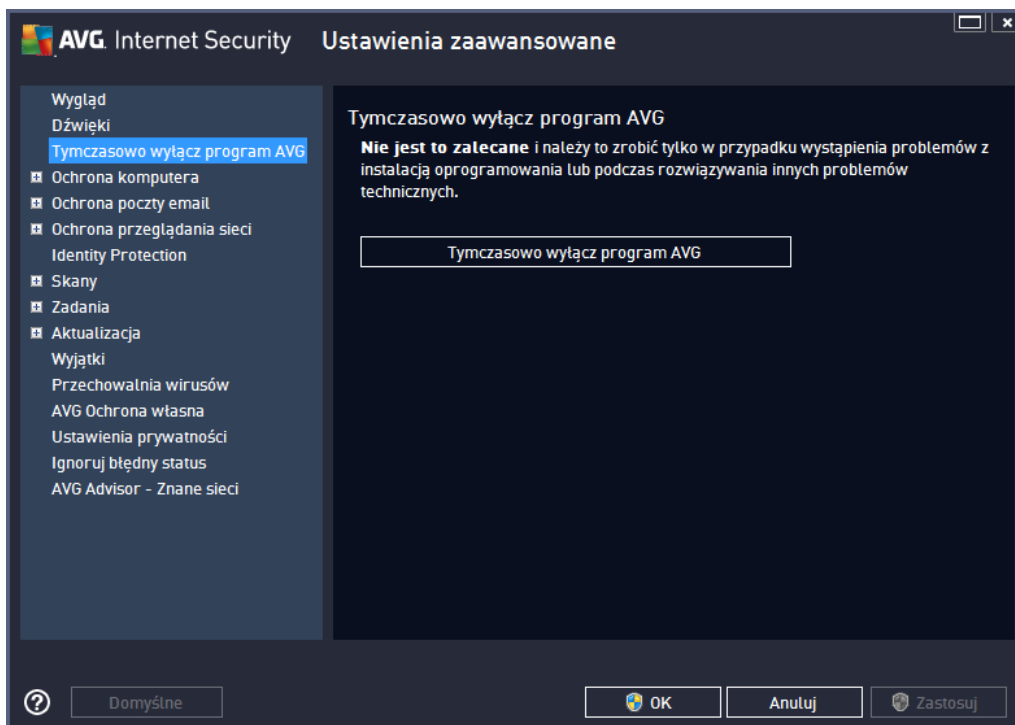 AVG. Internet Security Ustawienia zaawansowane
Wygląd
Dźwięki
Tymczasowo wyłącz program AVG
Ochrona komputera
Ochrona poczty email
Ochrona przeglądania sieci
Identity Protection
Skany
Zadania
Aktualizacja
Wyjątki
Przechowalnia wirusów
AVG Ochrona własna
Ustawienia prywatności
Ignoruj błędny status
AVG Advisor - Znane sieci
Tymczasowo wyłącz program AVG
Nie jest to zalecane i należy to zrobić tylko w przypadku wystąpienia problemów z
instalacją oprogramowania lub podczas rozwiązywania innych problemów
technicznych.
Tymczasowo wyłącz program AVG
? Domyślne
OK
Anuluj
Zastosuj